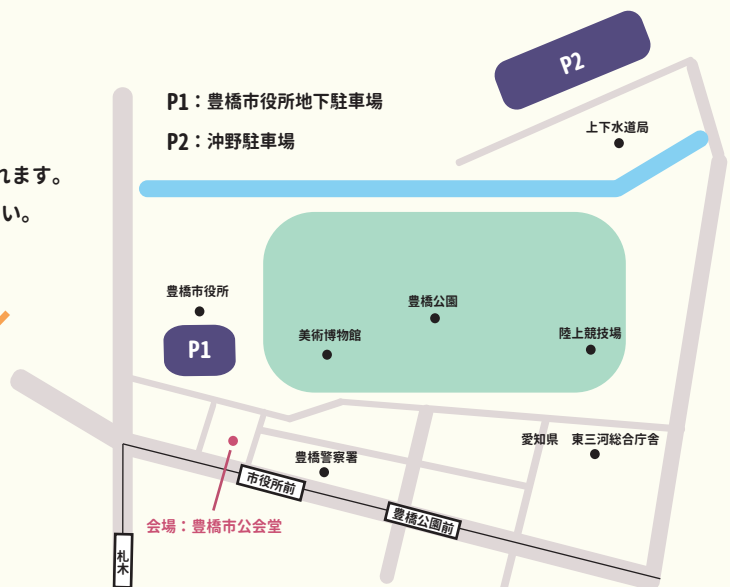 P1：豊橋市役所地下駐車場
P2：沖野駐車場
れます。
い。
P2
上下水道局
豊橋市役所
P1
美術博物館
豊橋公園
陸上競技場
愛知県　東三河総合庁舎
豊橋警察署
市役所前
豊橋公園前
会場：豊橋市公会堂
札木